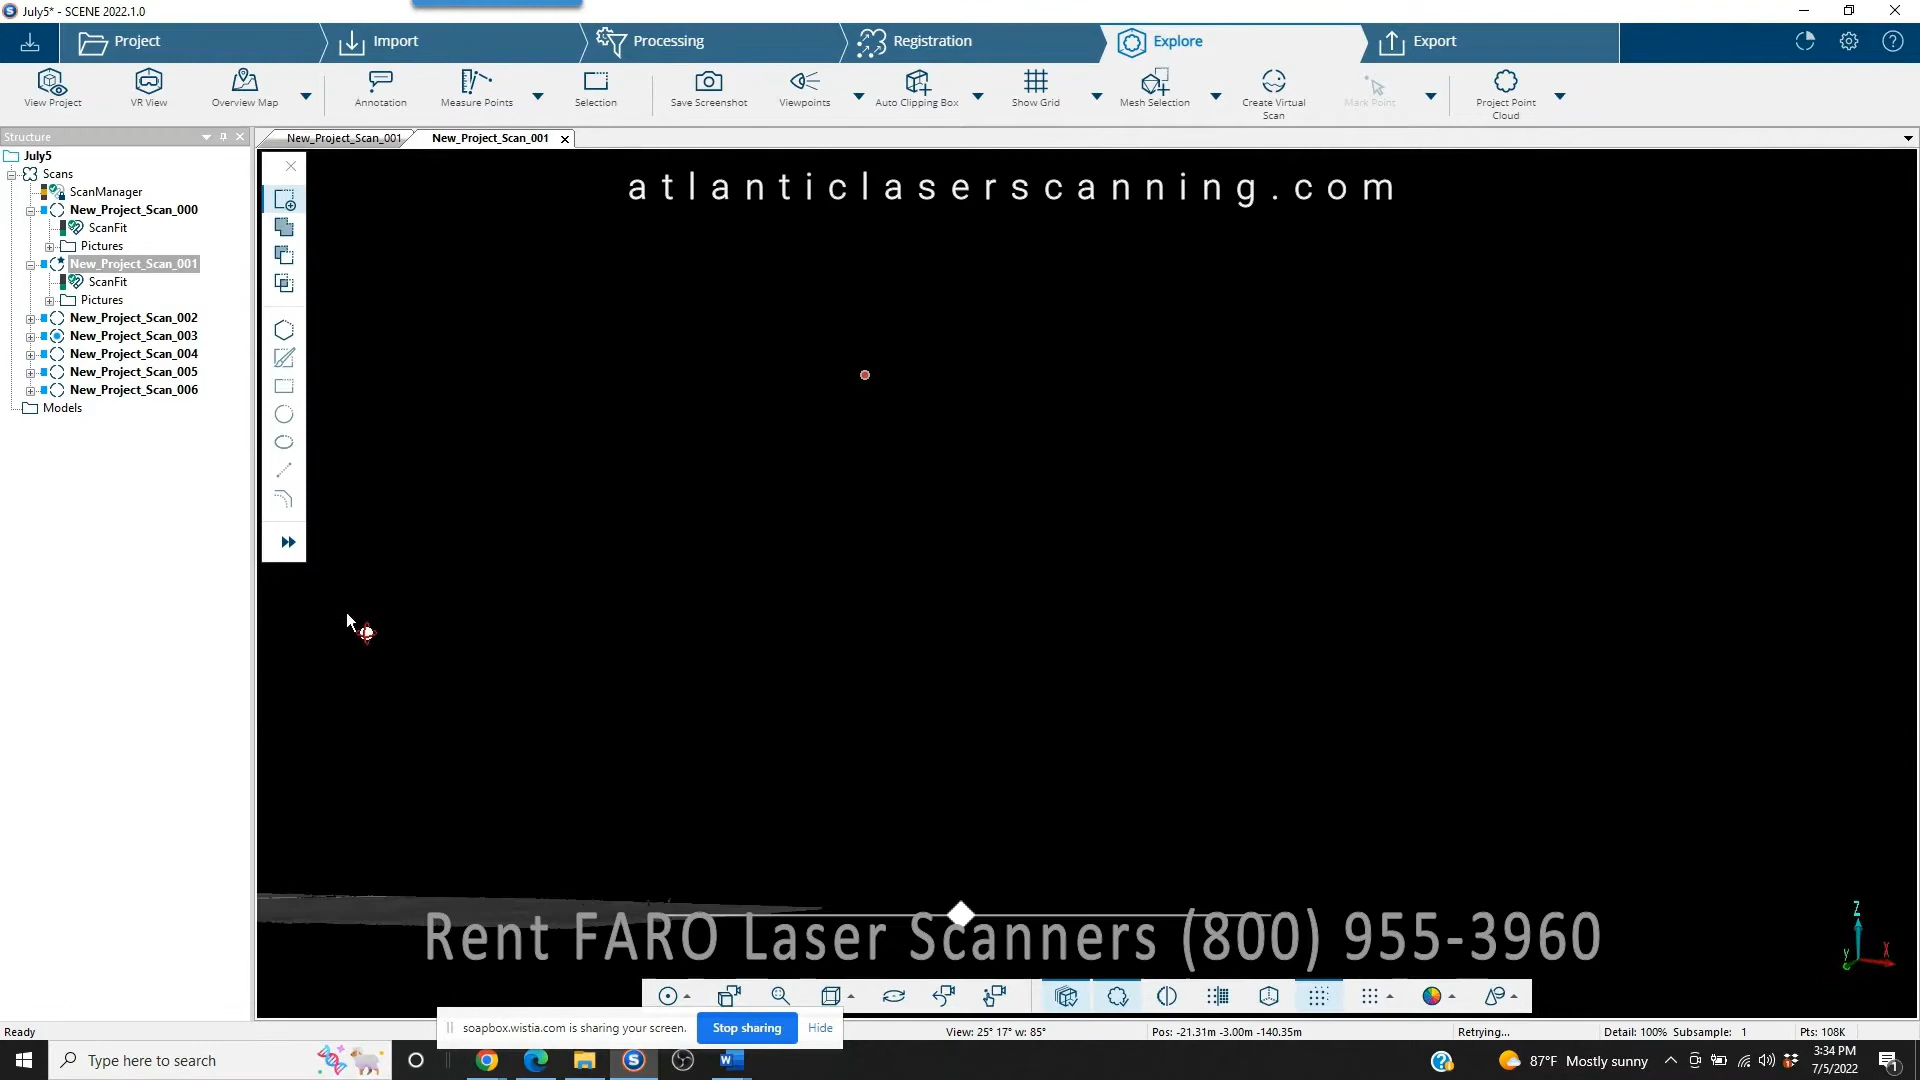 July5* - SCENE 2022.1.0
Project
Import
Processing
Registration
Explore
Export
View Project
VR View
Overview Map
Annotation
Measure Points
Selection
Save Screenshot
Viewpoints
Auto Clipping Box
Show Grid
Mesh Selection
Create Virtual
Scan
Mark Point
Project Point
Cloud
Structure
New_Project_Scan_001
New_Project_Scan_001
July5
Scans
ScanManager
New_Project_Scan_000
ScanFit
Pictures
New_Project_Scan_001
ScanFit
Pictures
New_Project_Scan_002
New_Project_Scan_003
New_Project_Scan_004
New_Project_Scan_005
New_Project_Scan_006
Models
atlanticlaserscanning.com
Rent FARO Laser Scanners (800) 955-3960
Z
X
y
soapbox.wistia.com is sharing your screen.
Stop sharing
Hide
Ready
View: 25° 17° w: 85°
Pos: -21.31m -3.00m -140.35m
Retrying...
Detail: 100% Subsample: 1
Pts: 108K
Type here to search
87°F Mostly sunny
3:34 PM
7/5/2022
1